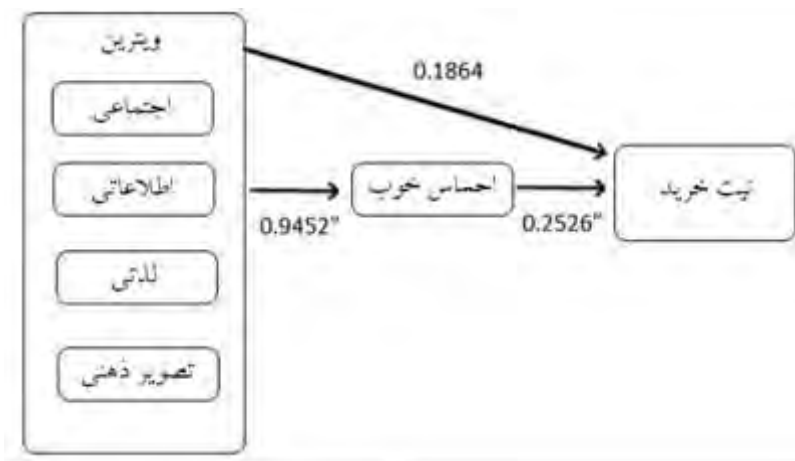 ویترین
اجتماعی
اطلاعاتی
لذتی
تصویر ذهنی
0.9452"
احساس خوب
0.2526"
0.1864
نیت خرید